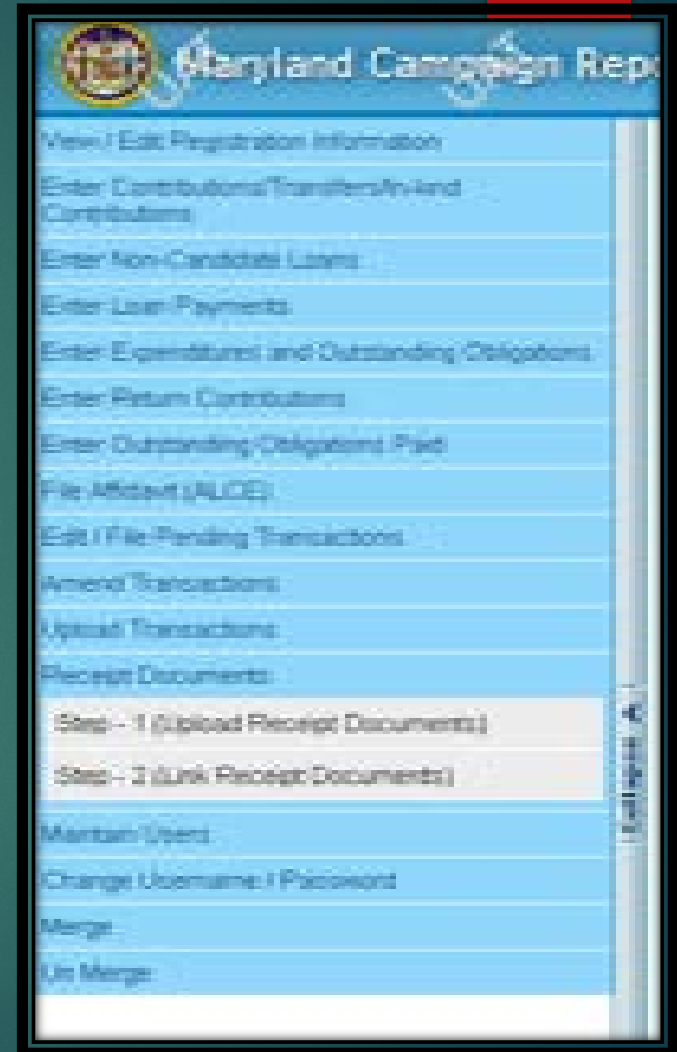 Maryland Campaign Repo
View / Edit Registration Information
Enter Contributions/Transfers/In-kind
Contributions
Enter Non-Candidate Loans
Enter Loan Payments
Enter Expenditures and Outstanding Obligations
Enter Return Contributions
Enter Outstanding Obligations Paid
File Affidavit (ALCE)
Edit / File Pending Transactions
Amend Transactions
Upload Transactions
Receipt Documents
Step - 1 (Upload Receipt Documents)
Step - 2 (Link Receipt Documents)
Maintain Users
Change Username / Password
Merge
Un Merge
Collapse